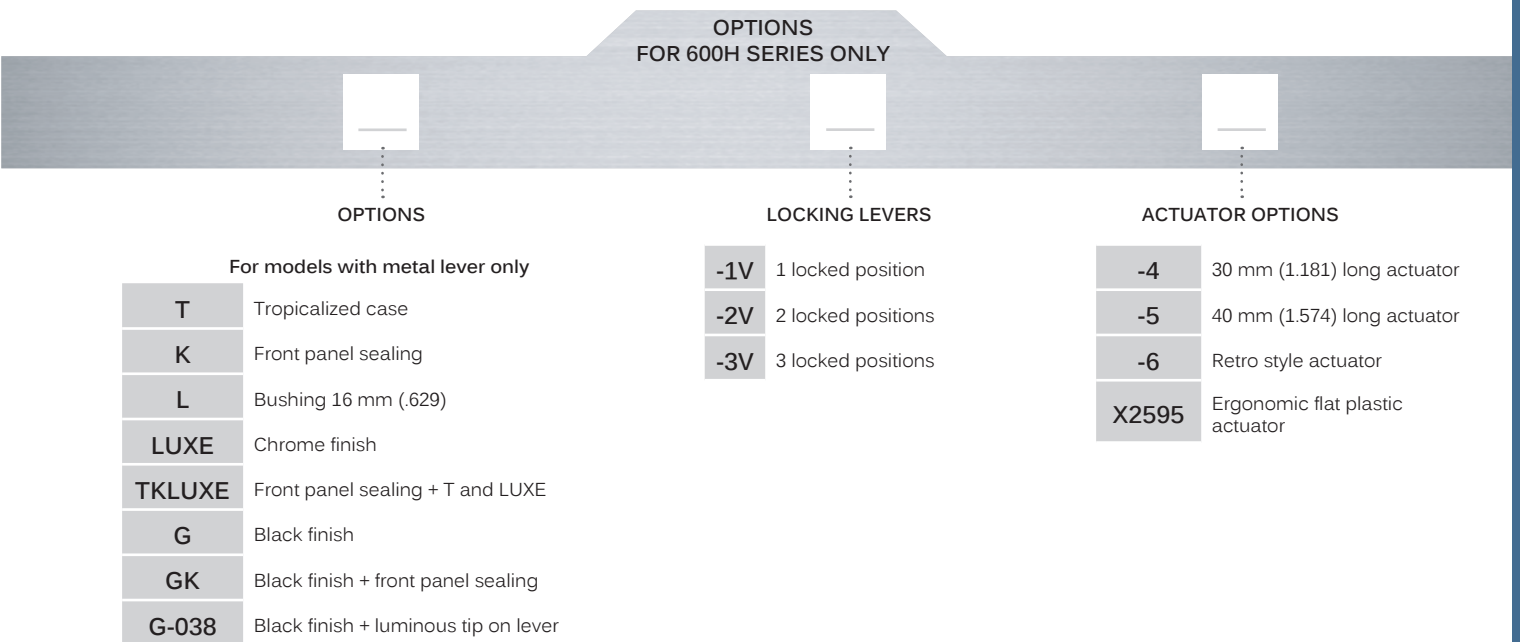 OPTIONS
FOR 600H SERIES ONLY
OPTIONS
For models with metal lever only
T Tropicalized case
K Front panel sealing
L Bushing 16 mm (.629)
LUXE Chrome finish
TKLUXE Front panel sealing + T and LUXE
G Black finish
GK Black finish + front panel sealing
G-038 Black finish + luminous tip on lever
LOCKING LEVERS
-1V 1 locked position
-2V 2 locked positions
-3V 3 locked positions
ACTUATOR OPTIONS
-4 30 mm (1.181) long actuator
-5 40 mm (1.574) long actuator
-6 Retro style actuator
X2595 Ergonomic flat plastic
actuator